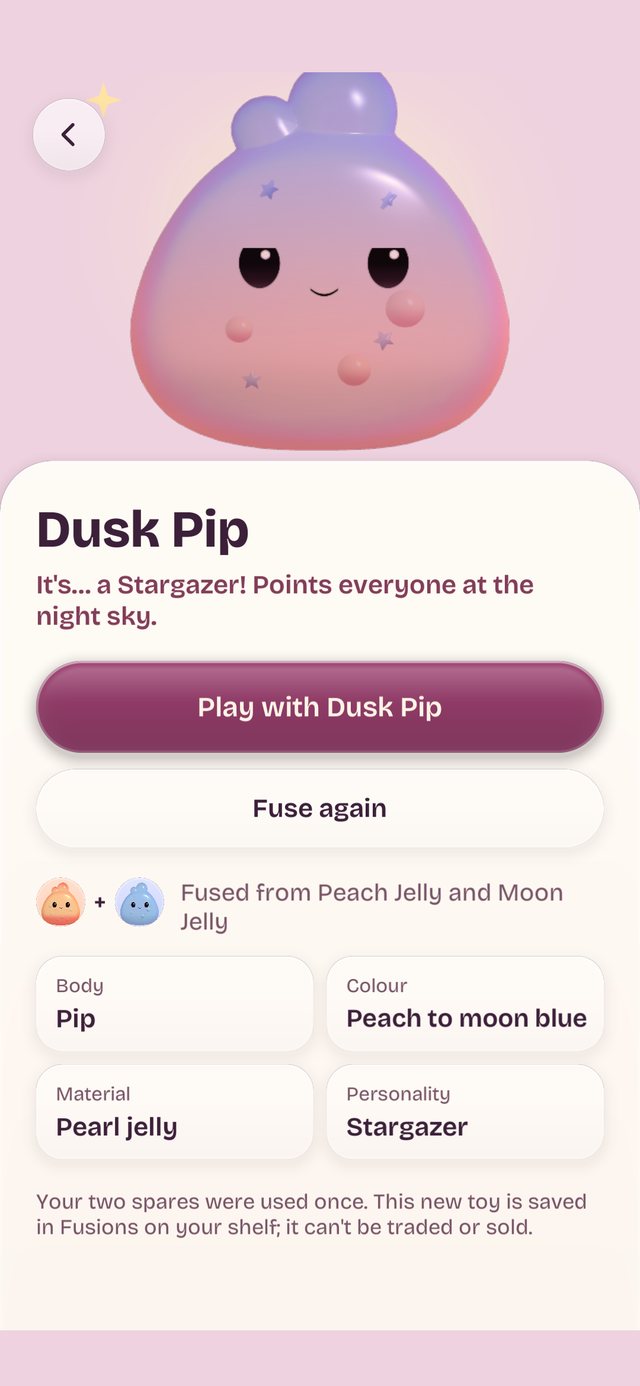 Dusk Pip
It's... a Stargazer! Points everyone at the
night sky.
Play with Dusk Pip
Fuse again
+
Fused from Peach Jelly and Moon
Jelly
Body
Pip
Colour
Peach to moon blue
Material
Pearl jelly
Personality
Stargazer
Your two spares were used once. This new toy is saved
in Fusions on your shelf; it can't be traded or sold.